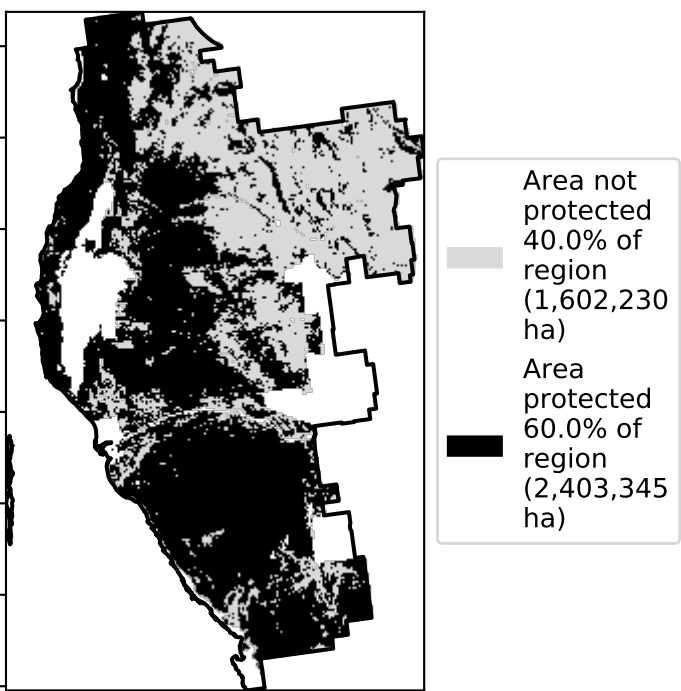 Area not
protected
40.0% of
region
(1,602,230
ha)
Area
protected
60.0% of
region
(2,403,345
ha)